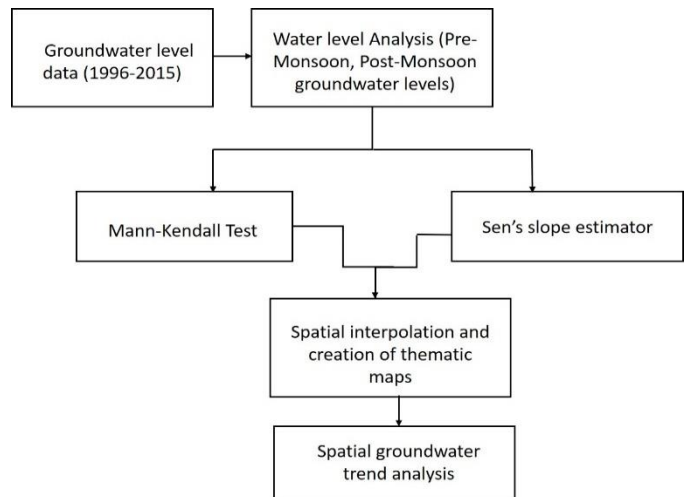 Groundwater level
data (1996-2015)
Water level Analysis (Pre-
Monsoon, Post-Monsoon
groundwater levels)
Mann-Kendall Test
Sen’s slope estimator
Spatial interpolation and
creation of thematic
maps
Spatial groundwater
trend analysis